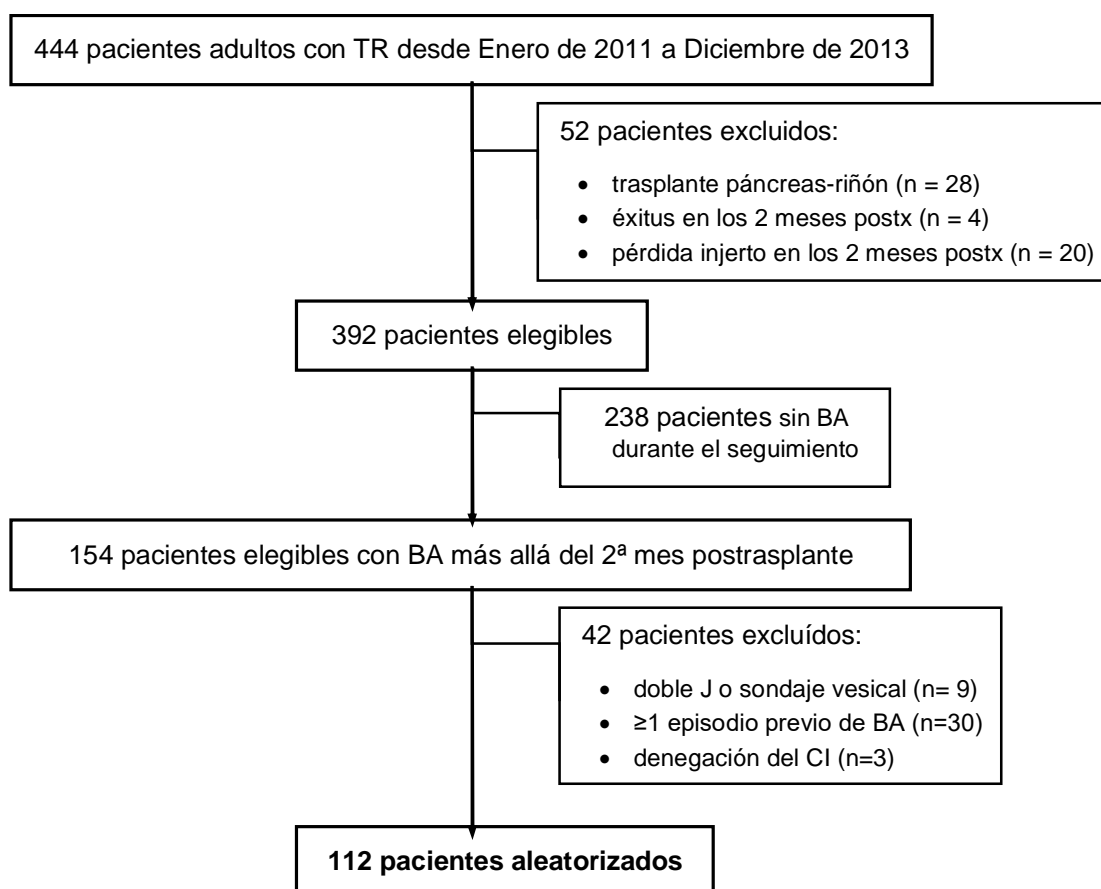 444 pacientes adultos con TR desde Enero de 2011 a Diciembre de 2013
52 pacientes excluidos:
• trasplante páncreas-riñón (n = 28)
• éxitus en los 2 meses postx (n = 4)
• pérdida injerto en los 2 meses postx (n = 20)
392 pacientes elegibles
238 pacientes sin BA
durante el seguimiento
154 pacientes elegibles con BA más allá del 2ª mes postrasplante
42 pacientes excluídos:
• doble J o sondaje vesical (n= 9)
• ≥1 episodio previo de BA (n=30)
• denegación del CI (n=3)
112 pacientes aleatorizados